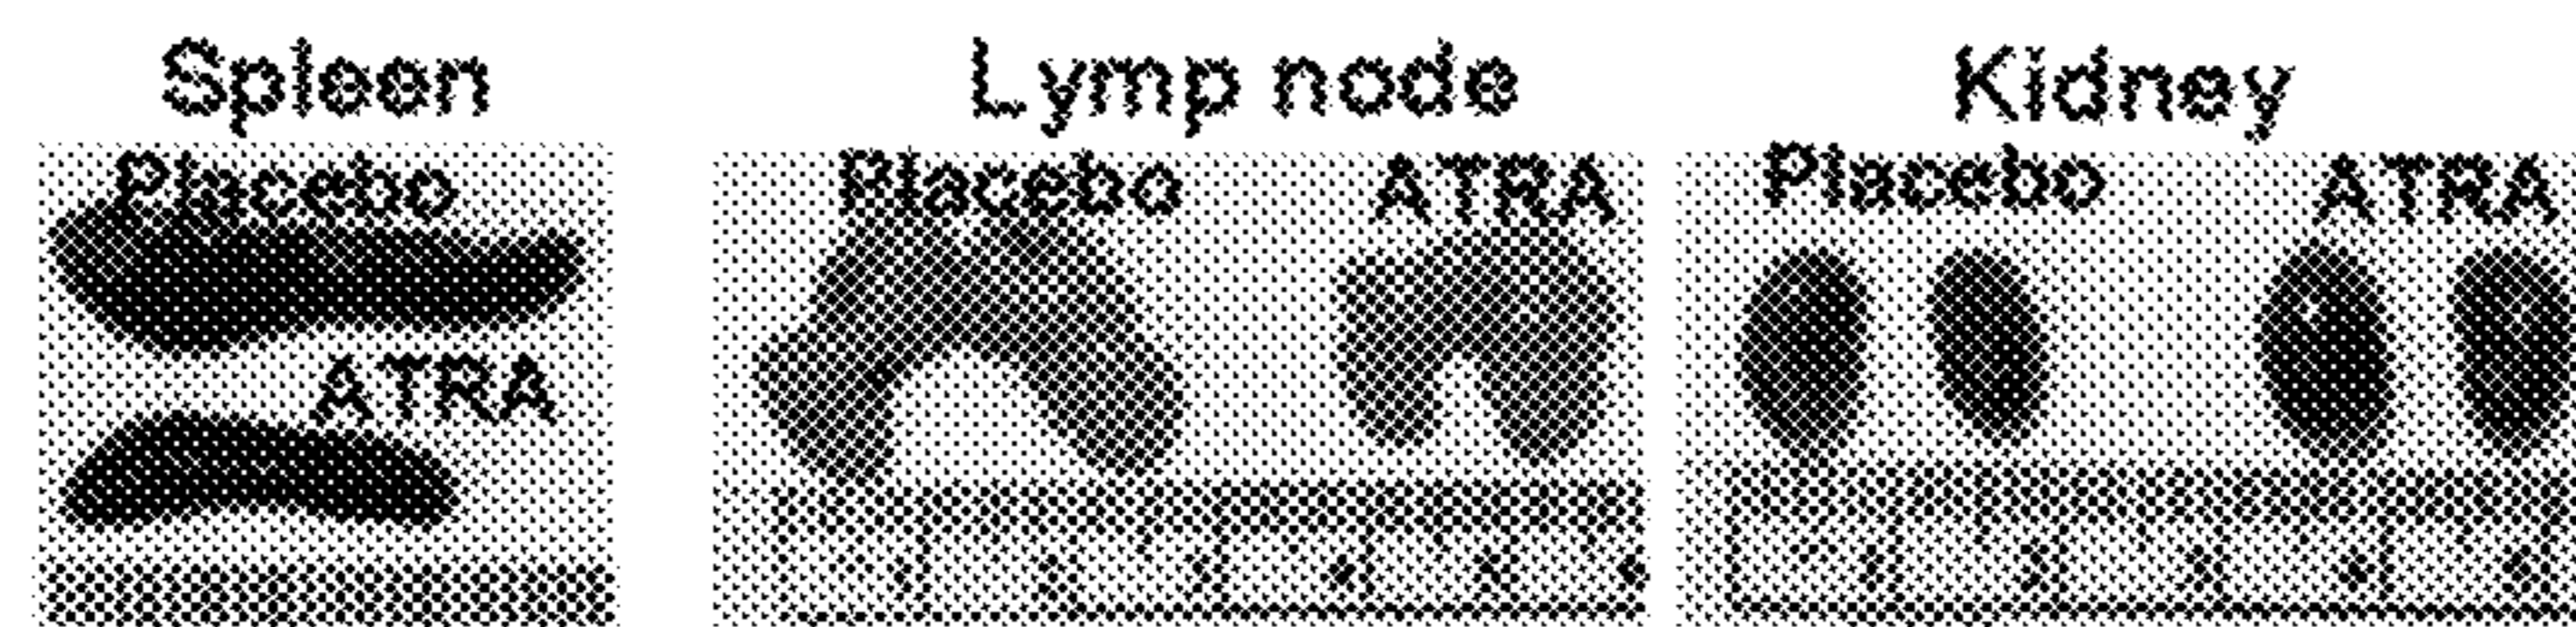 Spleen
Placebo
ATRA
Lymp node
Placebo ATRA
Kidney
Placebo ATRA